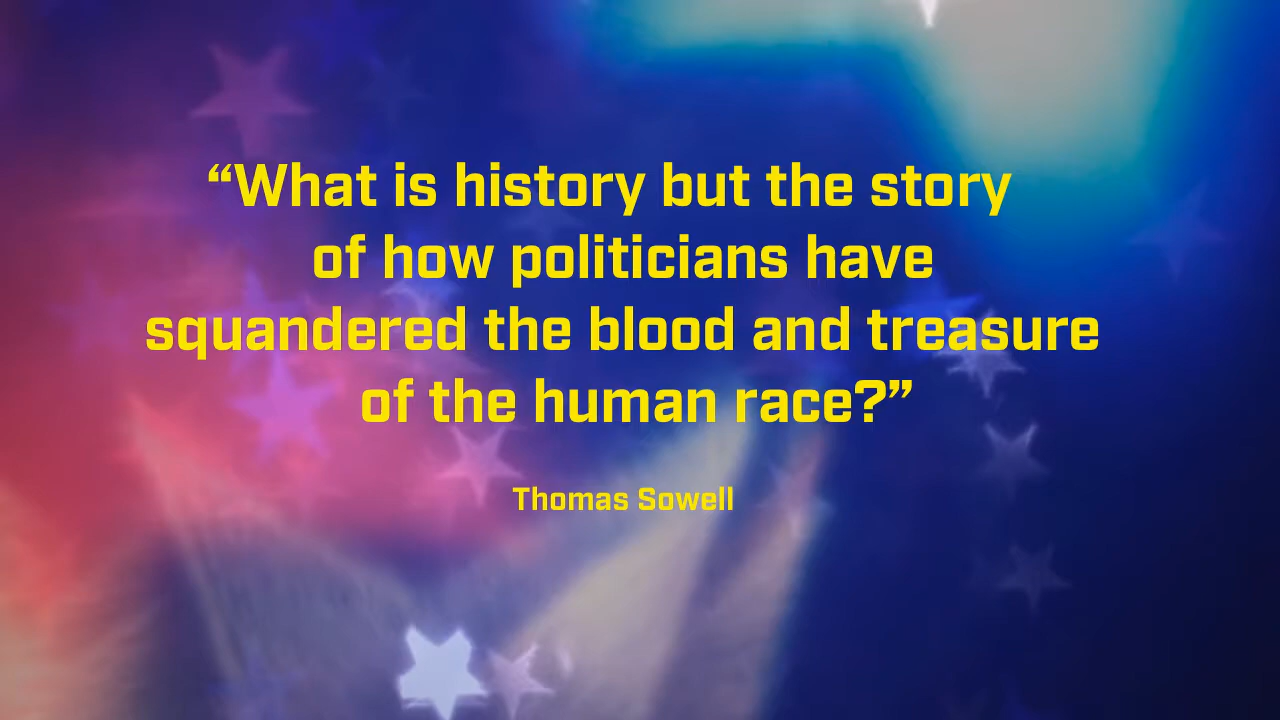 “What is history but the story
of how politicians have
squandered the blood and treasure
of the human race?”
Thomas Sowell